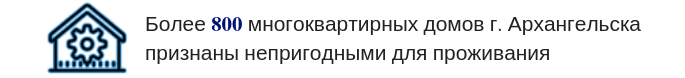 Более 800 многоквартирных домов г. Архангельска
признаны непригодными для проживания